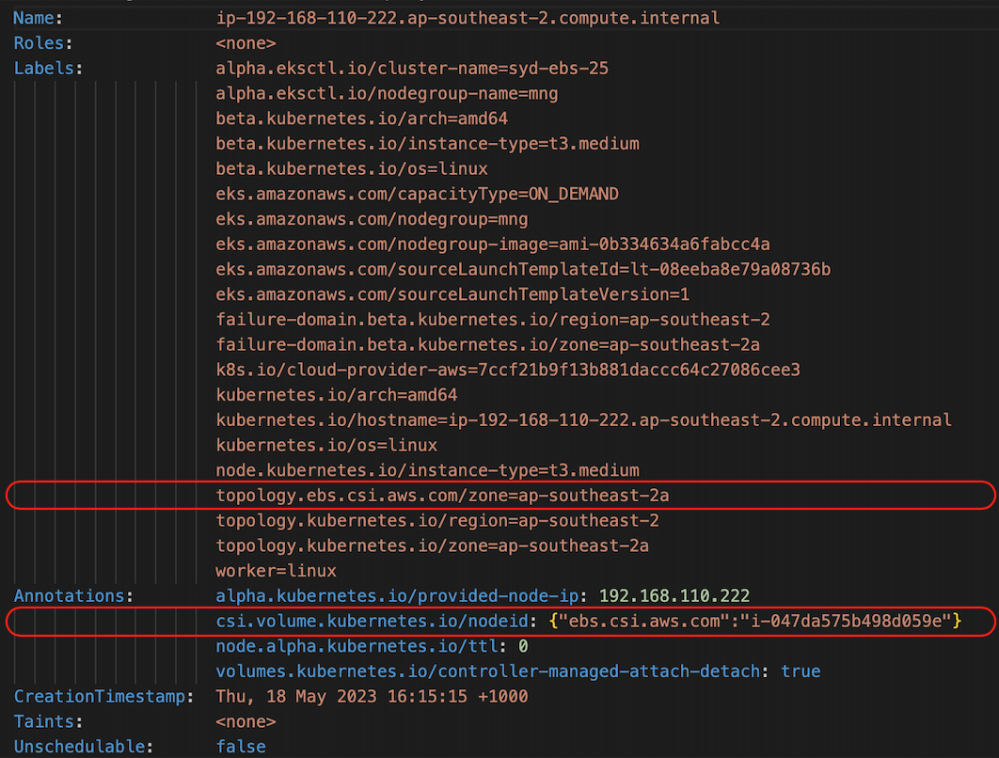 Name: ip-192-168-110-222.ap-southeast-2.compute.internal
Roles: <none>
Labels: alpha.eksctl.io/cluster-name=syd-ebs-25
alpha.eksctl.io/nodegroup-name=mng
beta.kubernetes.io/arch=amd64
beta.kubernetes.io/instance-type=t3.medium
beta.kubernetes.io/os=linux
eks.amazonaws.com/capacityType=ON_DEMAND
eks.amazonaws.com/nodegroup=mng
eks.amazonaws.com/nodegroup-image=ami-0b334634a6fabcc4a
eks.amazonaws.com/sourceLaunchTemplateId=lt-08eeba8e79a08736b
eks.amazonaws.com/sourceLaunchTemplateVersion=1
failure-domain.beta.kubernetes.io/region=ap-southeast-2
failure-domain.beta.kubernetes.io/zone=ap-southeast-2a
k8s.io/cloud-provider-aws=7ccf21b9f13b881daccc64c27086cee3
kubernetes.io/arch=amd64
kubernetes.io/hostname=ip-192-168-110-222.ap-southeast-2.compute.internal
kubernetes.io/os=linux
node.kubernetes.io/instance-type=t3.medium
topology.ebs.csi.aws.com/zone=ap-southeast-2a
topology.kubernetes.io/region=ap-southeast-2
topology.kubernetes.io/zone=ap-southeast-2a
worker=linux
Annotations: alpha.kubernetes.io/provided-node-ip: 192.168.110.222
csi.volume.kubernetes.io/nodeid: {"ebs.csi.aws.com":"i-047da575b498d059e"}
node.alpha.kubernetes.io/ttl: 0
volumes.kubernetes.io/controller-managed-attach-detach: true
CreationTimestamp: Thu, 18 May 2023 16:15:15 +1000
Taints: <none>
Unschedulable: false